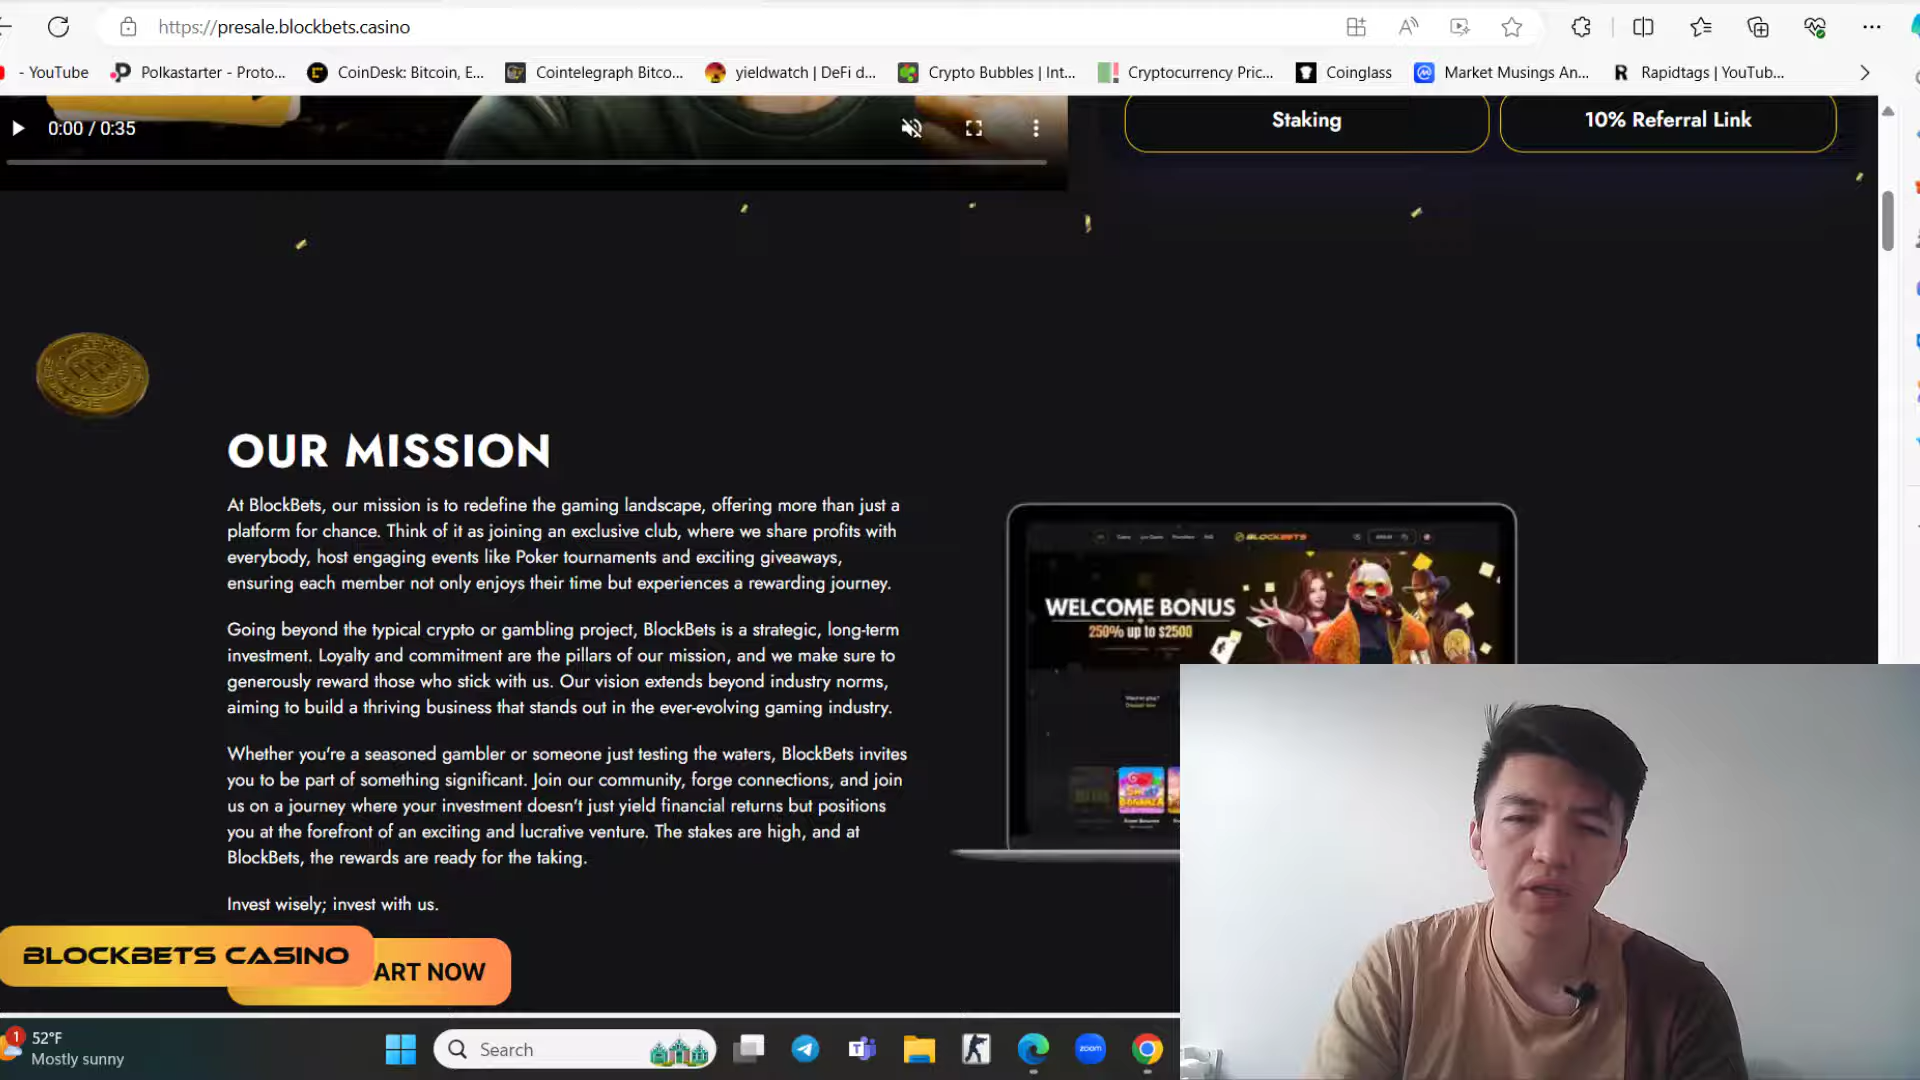 https://presale.blockbets.casino
- YouTube
Polkastarter - Proto...
CoinDesk: Bitcoin, E...
Cointelegraph Bitco...
yieldwatch | DeFi d...
Crypto Bubbles | Int...
Cryptocurrency Pric...
Coinglass
Market Musings An...
Rapidtags | YouTub...
0:00 / 0:35
Staking
10% Referral Link
OUR MISSION
At BlockBets, our mission is to redefine the gaming landscape, offering more than just a
platform for chance. Think of it as joining an exclusive club, where we share profits with
everybody, host engaging events like Poker tournaments and exciting giveaways,
ensuring each member not only enjoys their time but experiences a rewarding journey.
Going beyond the typical crypto or gambling project, BlockBets is a strategic, long-term
investment. Loyalty and commitment are the pillars of our mission, and we make sure to
generously reward those who stick with us. Our vision extends beyond industry norms,
aiming to build a thriving business that stands out in the ever-evolving gaming industry.
Whether you're a seasoned gambler or someone just testing the waters, BlockBets invites
you to be part of something significant. Join our community, forge connections, and join
us on a journey where your investment doesn't just yield financial returns but positions
you at the forefront of an exciting and lucrative venture. The stakes are high, and at
BlockBets, the rewards are ready for the taking.
Invest wisely; invest with us.
BLOCKBETS
WELCOME BONUS
250% up to $2500
BLOCKBETS CASINO
ART NOW
1
52°F
Mostly sunny
Search
zoom